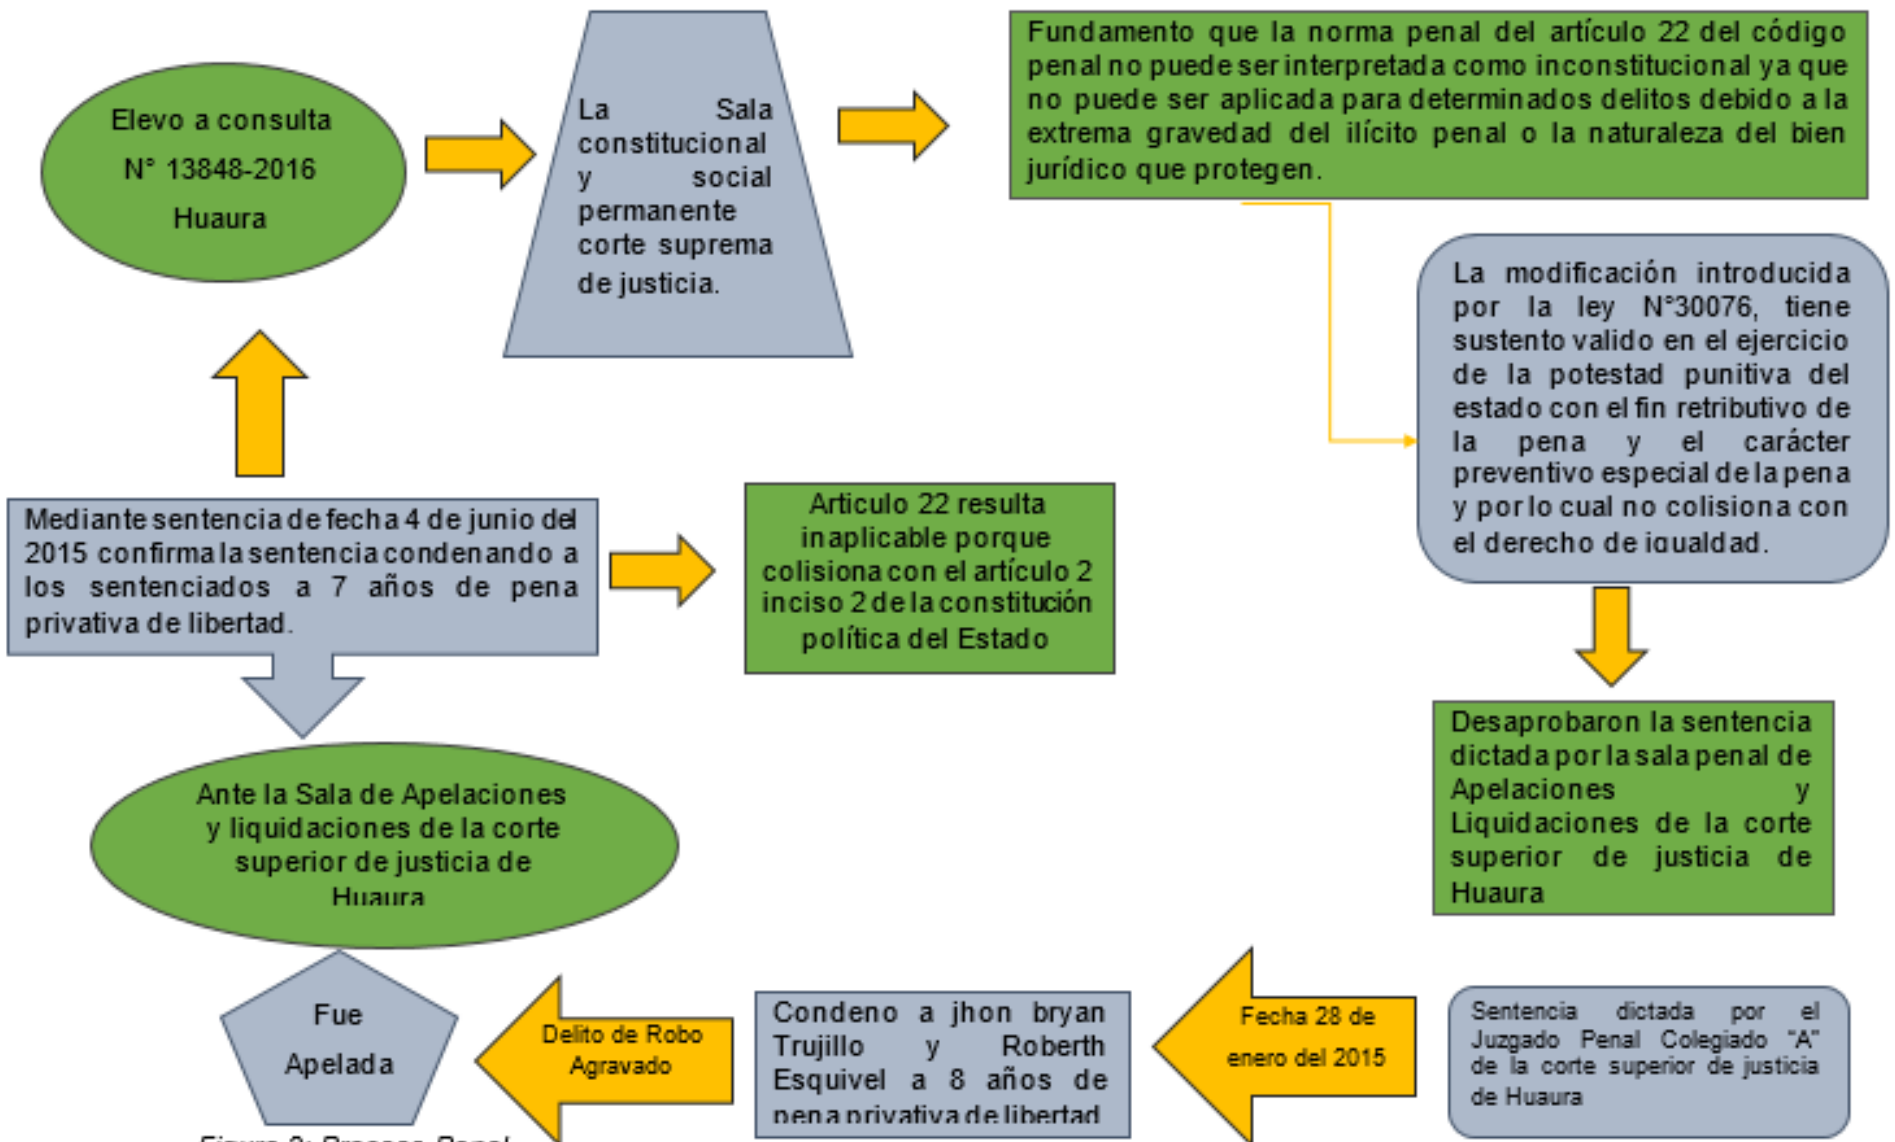 Elevo a consulta
N° 13848-2016
Huaura
La Sala
constitucional
y social
permanente
corte suprema
de justicia.
Fundamento que la norma penal del artículo 22 del código
penal no puede ser interpretada como inconstitucional ya que
no puede ser aplicada para determinados delitos debido a la
extrema gravedad del ilícito penal o la naturaleza del bien
jurídico que protegen.
La modificación introducida
por la ley N°30076, tiene
sustento valido en el ejercicio
de la potestad punitiva del
estado con el fin retributivo de
la pena y el carácter
preventivo especial de la pena
y por lo cual no colisiona con
el derecho de igualdad.
Mediante sentencia de fecha 4 de junio del
2015 confirma la sentencia condenando a
los sentenciados a 7 años de pena
privativa de libertad.
Articulo 22 resulta
inaplicable porque
colisiona con el artículo 2
inciso 2 de la constitución
política del Estado
Desaprobaron la sentencia
dictada por la sala penal de
Apelaciones y
Liquidaciones de la corte
superior de justicia de
Huaura
Ante la Sala de Apelaciones
y liquidaciones de la corte
superior de justicia de
Huaura
Fue
Apelada
Delito de Robo
Agravado
Condeno a jhon bryan
Trujillo y Roberth
Esquivel a 8 años de
pena privativa de libertad
Fecha 28 de
enero del 2015
Sentencia dictada por el
Juzgado Penal Colegiado “A”
de la corte superior de justicia
de Huaura
Figura 2: Proceso Penal